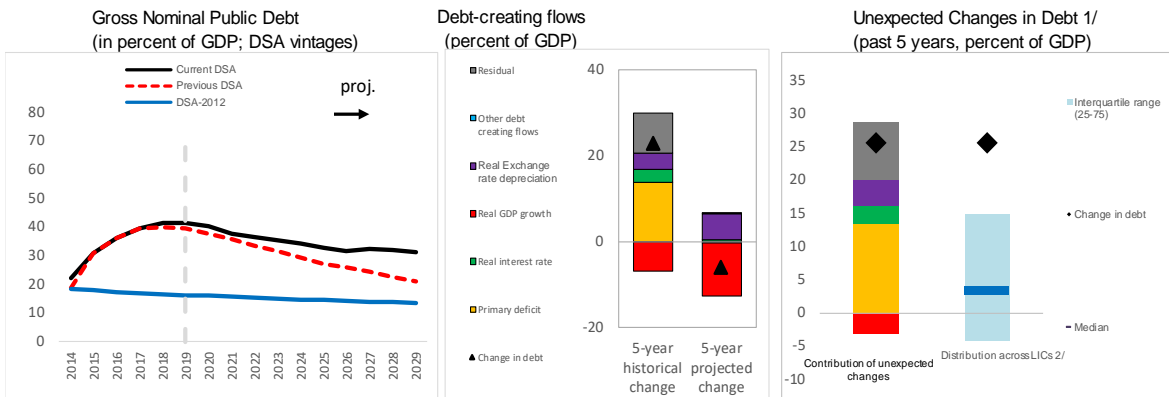 Gross Nominal Public Debt
(in percent of GDP; DSA vintages)
Current DSA
Previous DSA
DSA-2012
proj.
80
70
60
50
40
30
20
10
0
2014
2015
2016
2017
2018
2019
2020
2021
2022
2023
2024
2025
2026
2027
2028
2029
Debt-creating flows
(percent of GDP)
Residual
Other debt
creating flows
Real Exchange
rate depreciation
Real GDP growth
Real interest rate
Primary deficit
Change in debt
40
20
0
-20
5-year
historical
change
5-year
projected
change
Unexpected Changes in Debt 1/
(past 5 years, percent of GDP)
35
30
25
20
15
10
5
0
-5
-10
Contribution of unexpected
changes
Distribution across LICs 2/
Interquartile range
(25-75)
Change in debt
Median